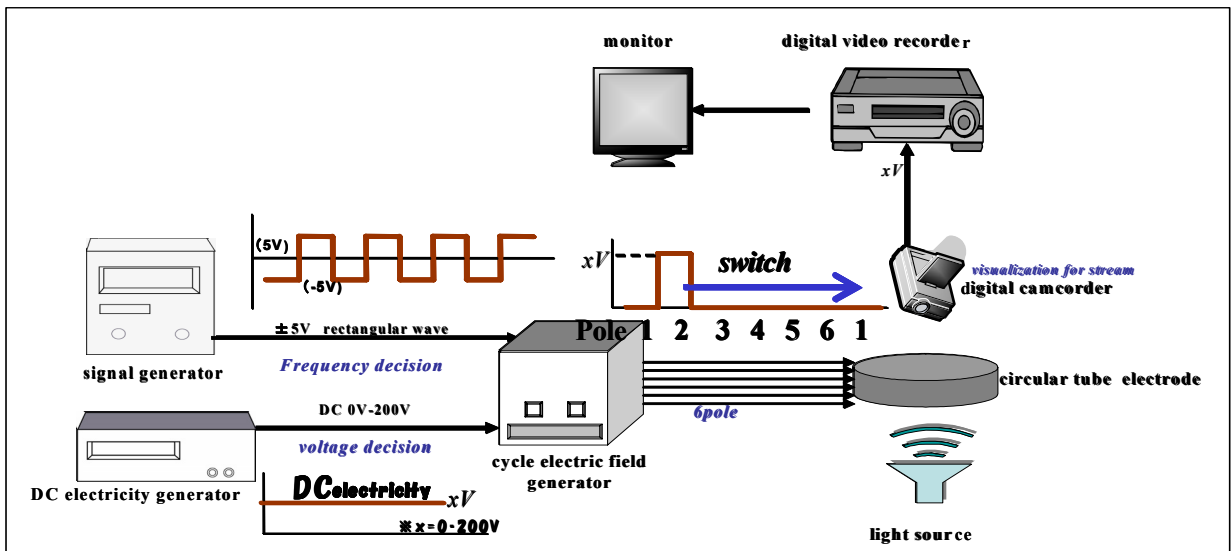 monitor
digital video recorder
xV
(5V)
(-5V)
xV
switch
visualization for stream
digital camcorder
Pole 1 2 3 4 5 6 1
±5V rectangular wave
signal generator
Frequency decision
circular tube electrode
DC 0V-200V
6pole
voltage decision
cycle electric field
generator
DC electricity generator
DCelectricity xV
※x=0-200V
light source